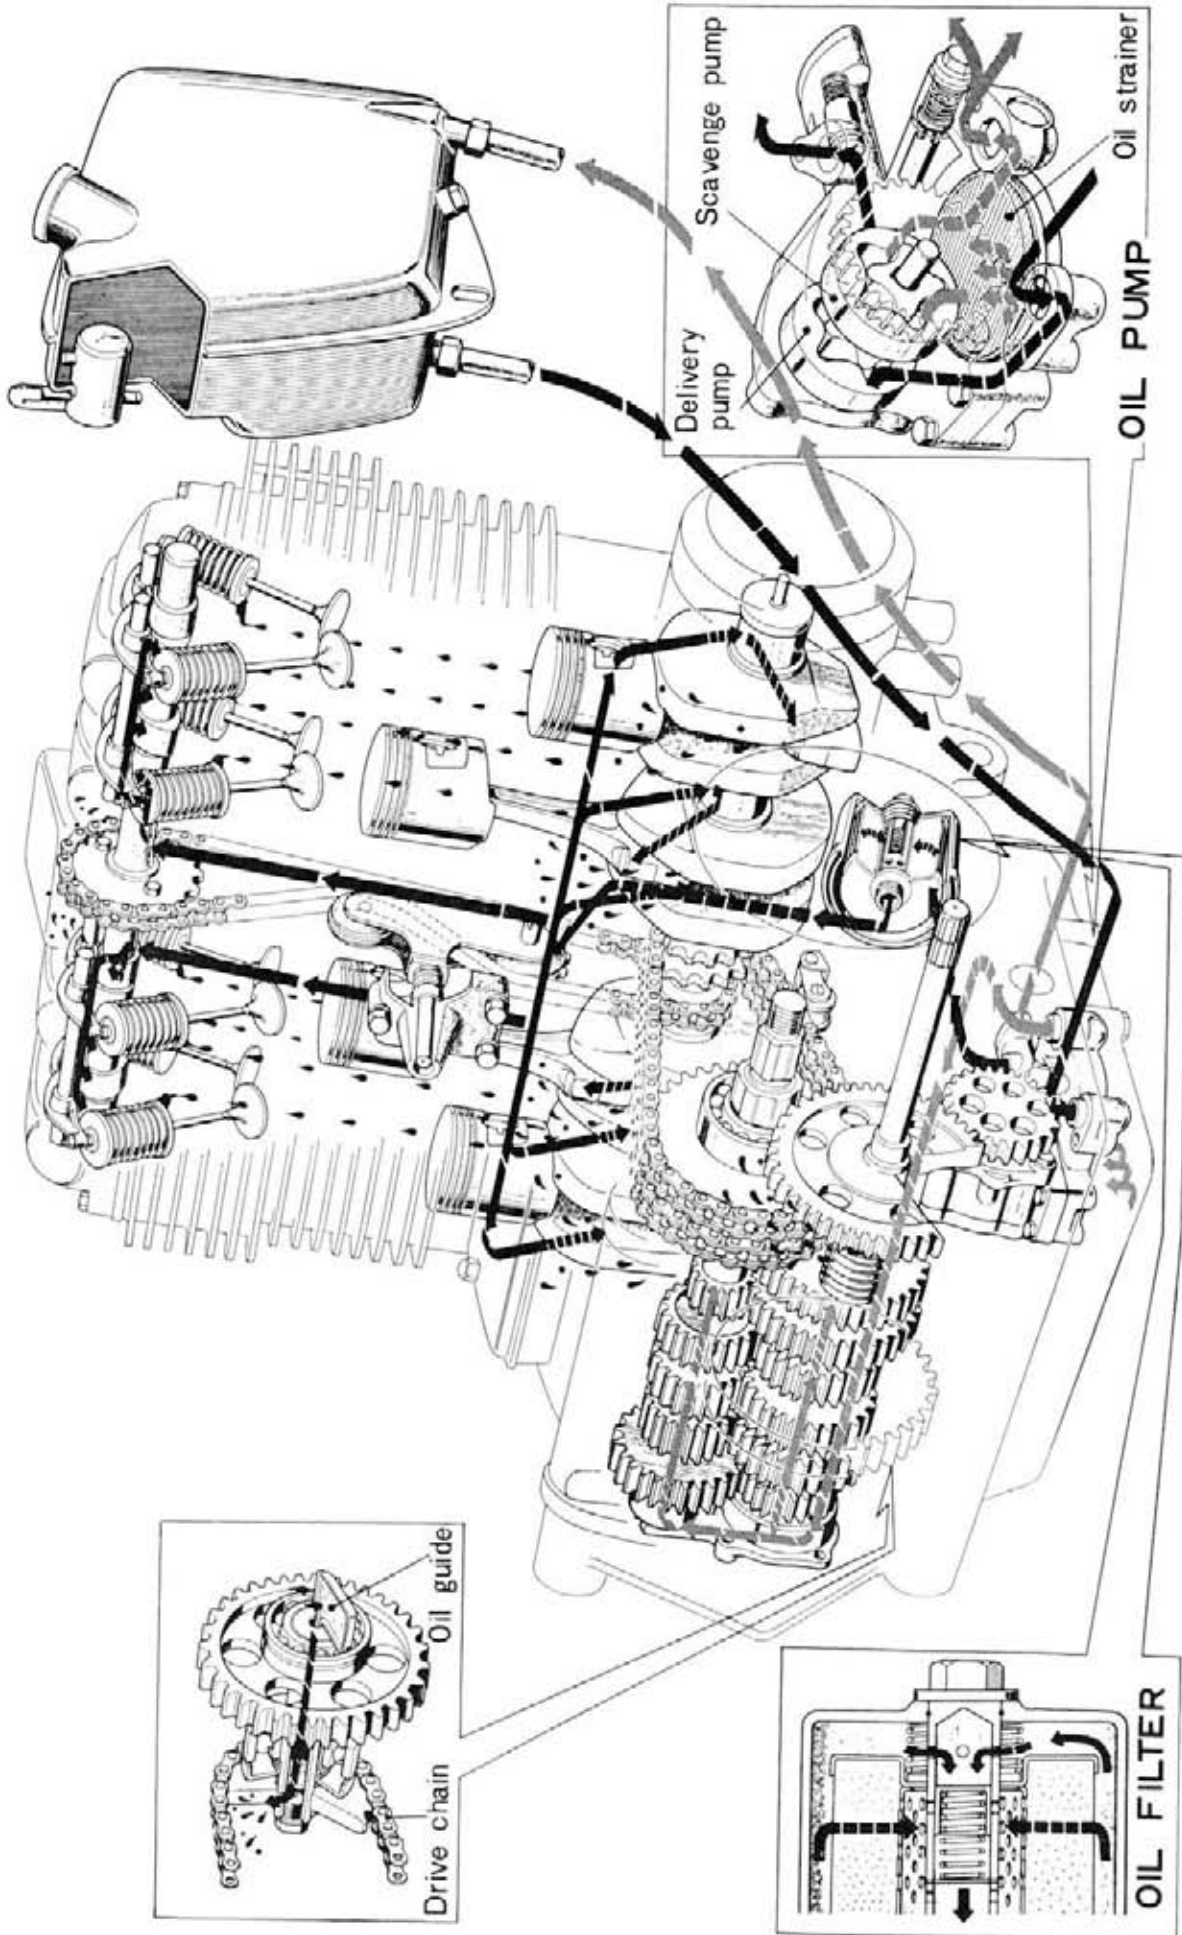 Scavenge pump
Delivery
pump
Oil strainer
OIL PUMP
Oil guide
Drive chain
OIL FILTER